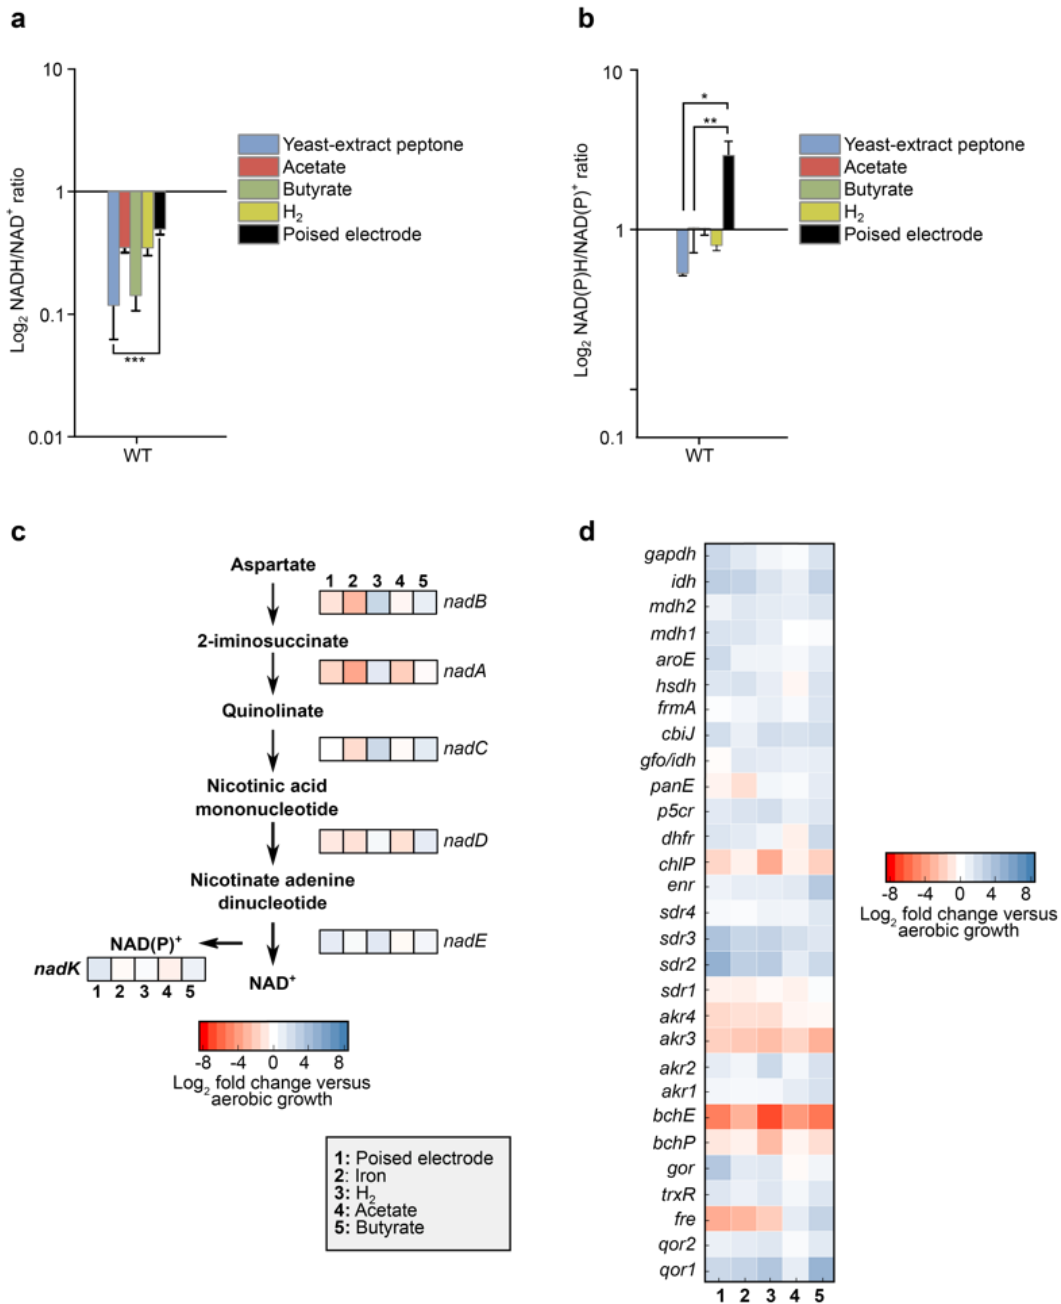 a
10
1
0.1
0.01
Log2 NADH/NAD+ ratio
WT
***
Yeast-extract peptone
Acetate
Butyrate
H2
Poised electrode
b
10
1
0.1
Log2 NAD(P)H/NAD(P)+ ratio
WT
*
**
Yeast-extract peptone
Acetate
Butyrate
H2
Poised electrode
c
Aspartate
1 2 3 4 5
nadB
2-iminosuccinate
nadA
Quinolinate
nadC
Nicotinic acid
mononucleotide
nadD
Nicotinate adenine
dinucleotide
nadE
NAD(P)+
nadK
1 2 3 4 5
NAD+
-8 -4 0 4 8
Log2 fold change versus
aerobic growth
1: Poised electrode
2: Iron
3: H2
4: Acetate
5: Butyrate
d
gapdh
idh
mdh2
mdh1
aroE
hsdh
frmA
cbiJ
gfo/idh
panE
p5cr
dhfr
chlP
enr
sdr4
sdr3
sdr2
sdr1
akr4
akr3
akr2
akr1
bchE
bchP
gor
trxR
fre
qor2
qor1
1 2 3 4 5
-8 -4 0 4 8
Log2 fold change versus
aerobic growth